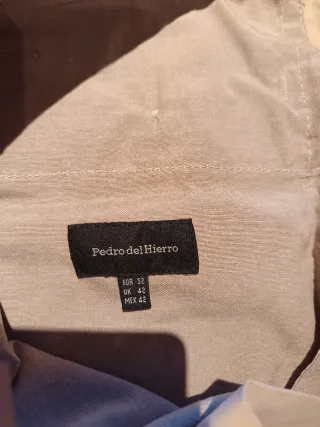 Pedro del Hierro
EUR 52
UK 42
MEX 42